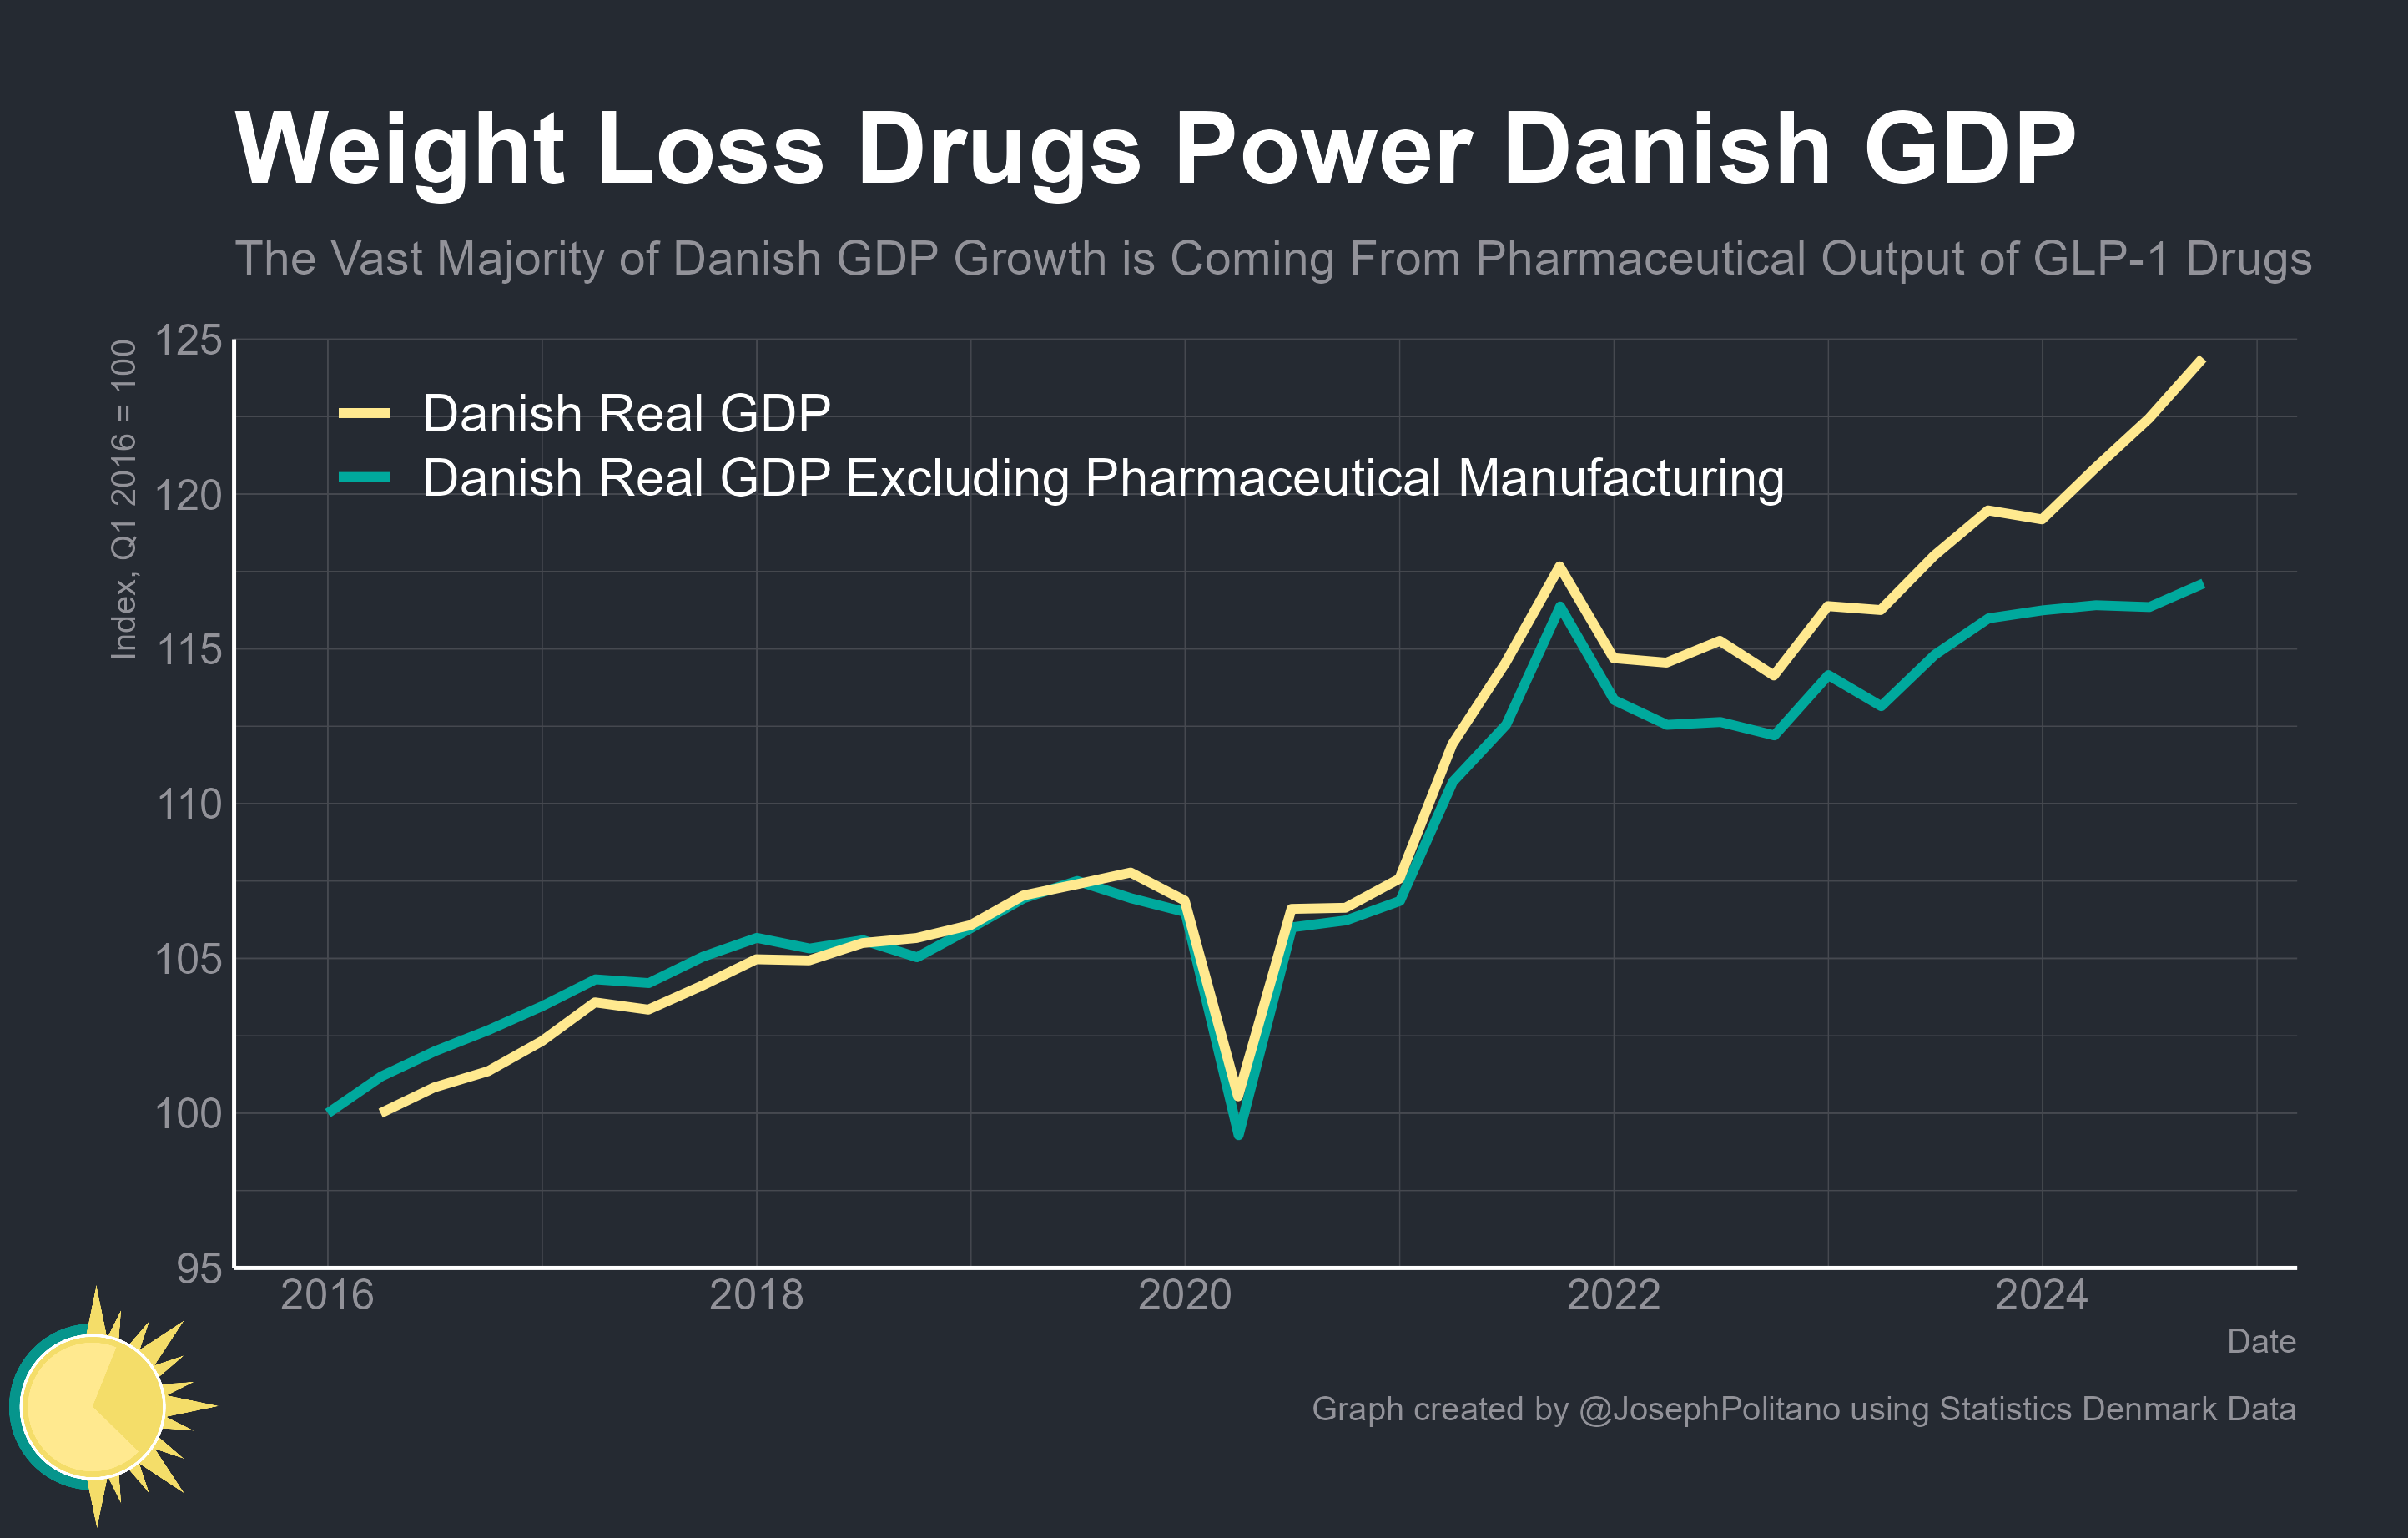 Weight Loss Drugs Power Danish GDP
The Vast Majority of Danish GDP Growth is Coming From Pharmaceutical Output of GLP-1 Drugs
Index, Q1 2016 = 100
125
120
115
110
105
100
95
Danish Real GDP
Danish Real GDP Excluding Pharmaceutical Manufacturing
2016 2018 2020 2022 2024
Date
Graph created by @JosephPolitano using Statistics Denmark Data